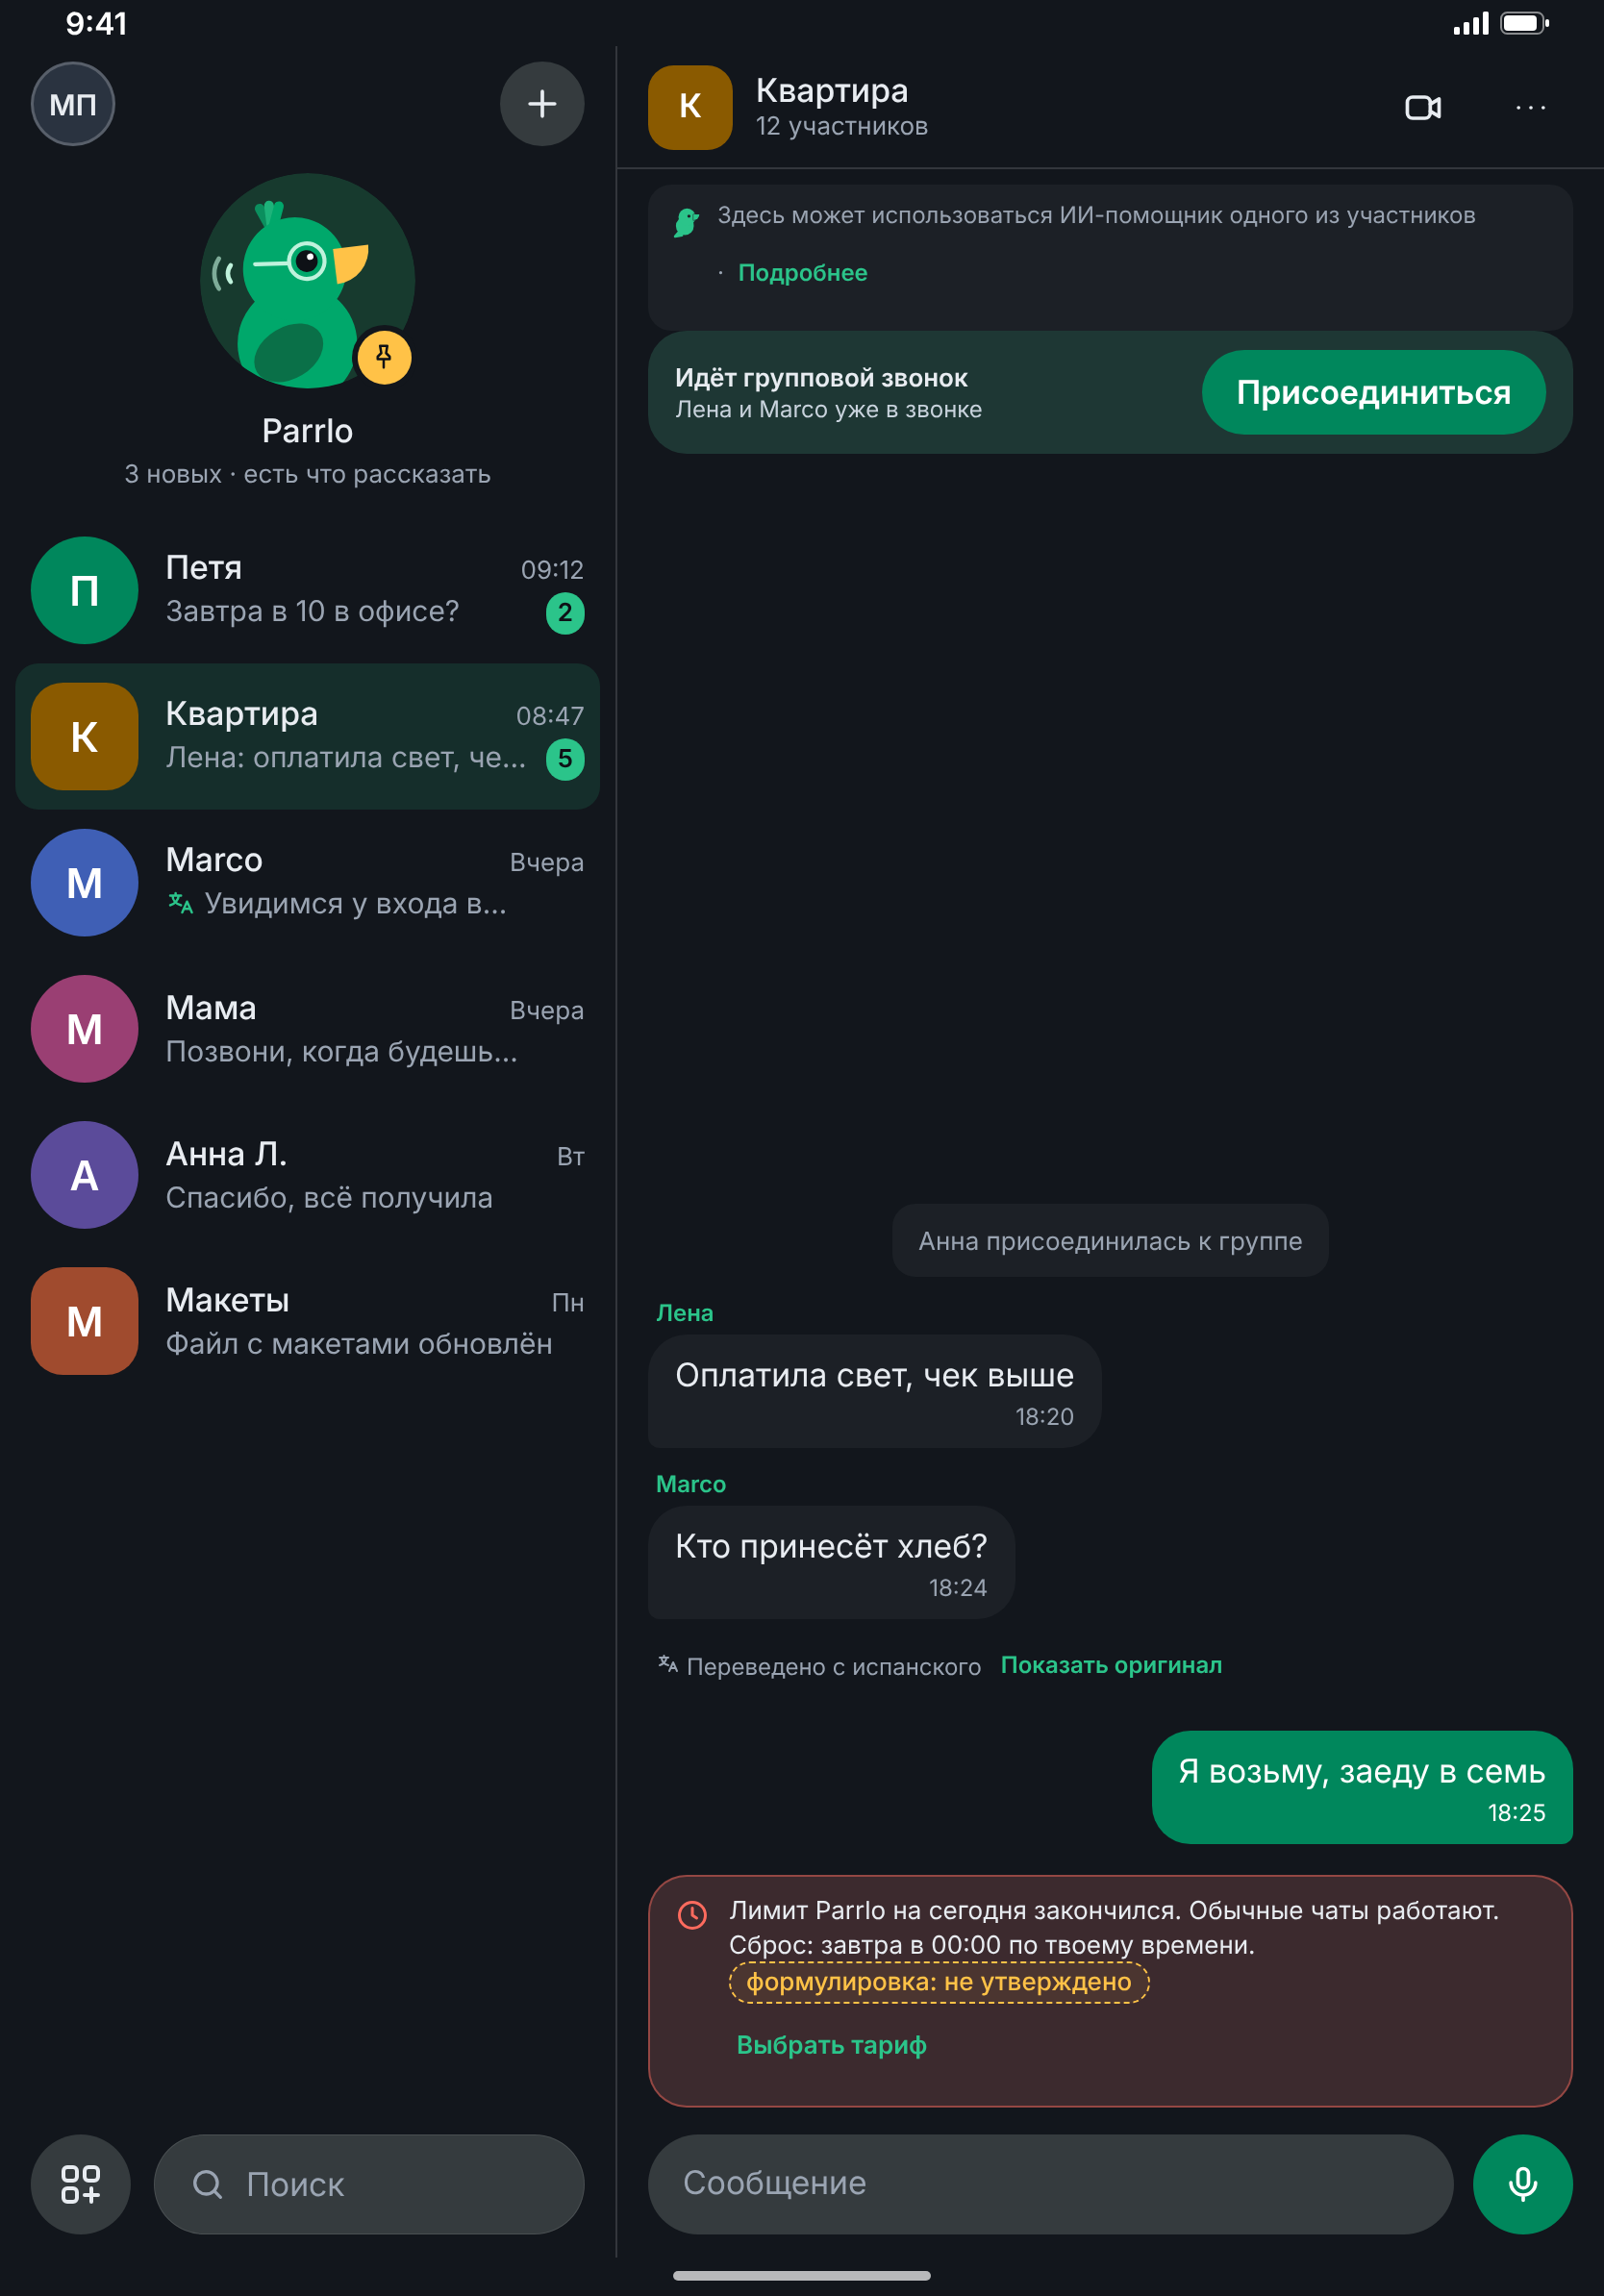 9:41
МП
Parrlo
3 новых · есть что рассказать
П
Петя
09:12
Завтра в 10 в офисе?
2
К
Квартира
08:47
Лена: оплатила свет, че...
5
M
Marco
Вчера
Увидимся у входа в...
М
Мама
Вчера
Позвони, когда будешь...
А
Анна Л.
Вт
Спасибо, всё получила
М
Макеты
Пн
Файл с макетами обновлён
Поиск
К
Квартира
12 участников
Здесь может использоваться ИИ-помощник одного из участников
· Подробнее
Идёт групповой звонок
Лена и Marco уже в звонке
Присоединиться
Анна присоединилась к группе
Лена
Оплатила свет, чек выше
18:20
Marco
Кто принесёт хлеб?
18:24
Переведено с испанского Показать оригинал
Я возьму, заеду в семь
18:25
Лимит Parrlo на сегодня закончился. Обычные чаты работают.
Сброс: завтра в 00:00 по твоему времени.
формулировка: не утверждено
Выбрать тариф
Сообщение